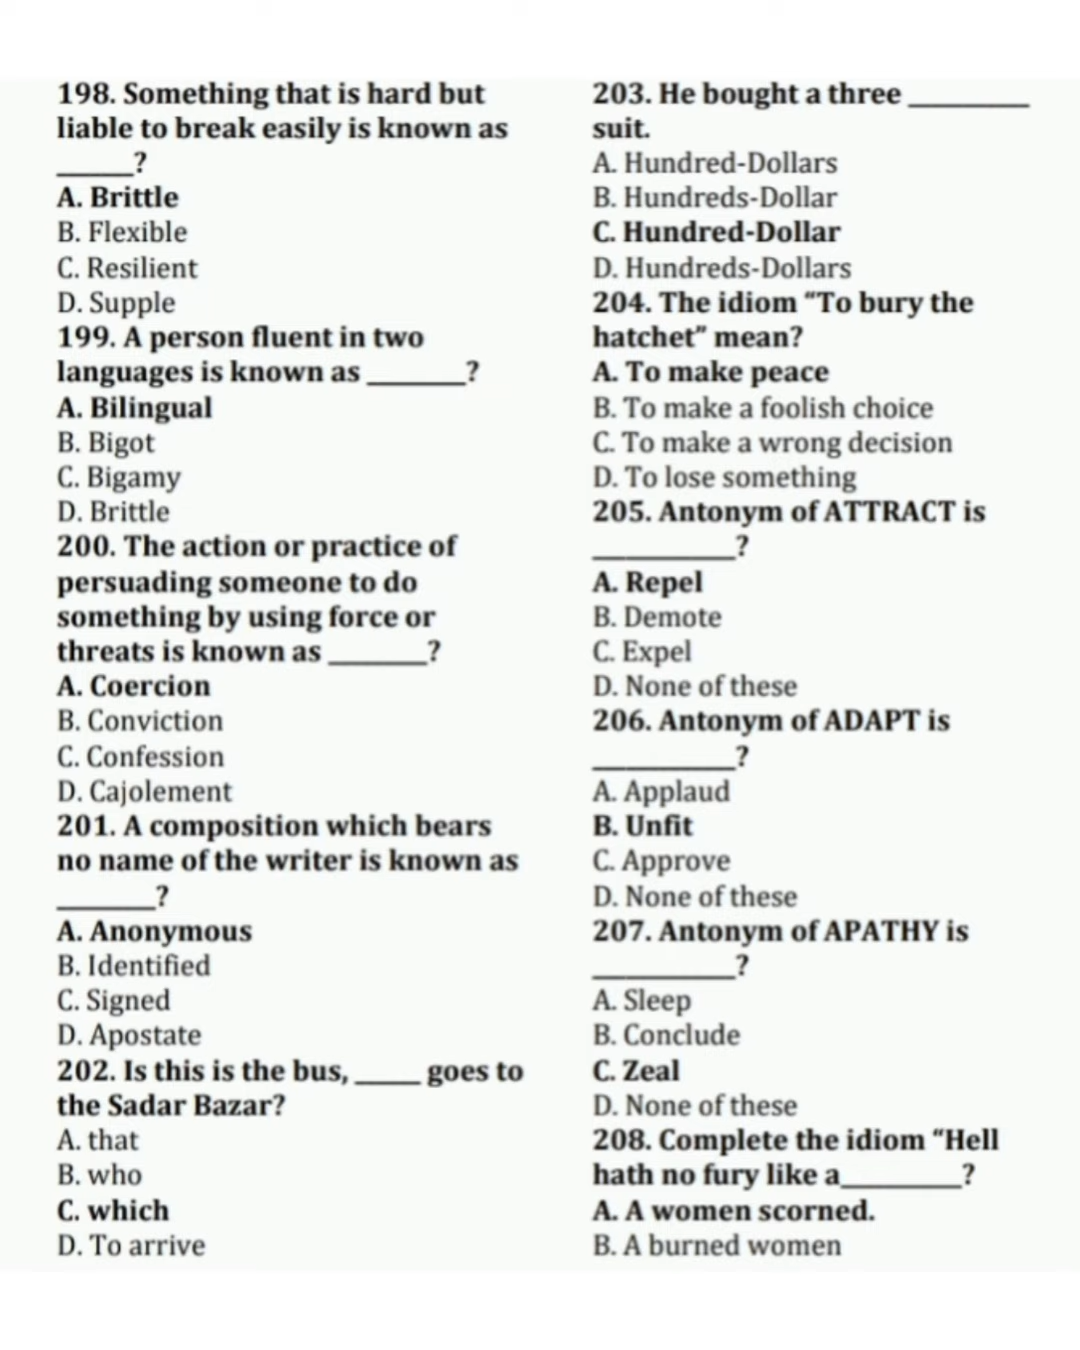 198. Something that is hard but
liable to break easily is known as
_____?
A. Brittle
B. Flexible
C. Resilient
D. Supple
199. A person fluent in two
languages is known as ______?
A. Bilingual
B. Bigot
C. Bigamy
D. Brittle
200. The action or practice of
persuading someone to do
something by using force or
threats is known as ______?
A. Coercion
B. Conviction
C. Confession
D. Cajolement
201. A composition which bears
no name of the writer is known as
______?
A. Anonymous
B. Identified
C. Signed
D. Apostate
202. Is this is the bus, ____ goes to
the Sadar Bazar?
A. that
B. who
C. which
D. To arrive
203. He bought a three ________
suit.
A. Hundred-Dollars
B. Hundreds-Dollar
C. Hundred-Dollar
D. Hundreds-Dollars
204. The idiom “To bury the
hatchet” mean?
A. To make peace
B. To make a foolish choice
C. To make a wrong decision
D. To lose something
205. Antonym of ATTRACT is
_________?
A. Repel
B. Demote
C. Expel
D. None of these
206. Antonym of ADAPT is
_________?
A. Applaud
B. Unfit
C. Approve
D. None of these
207. Antonym of APATHY is
_________?
A. Sleep
B. Conclude
C. Zeal
D. None of these
208. Complete the idiom “Hell
hath no fury like a________?
A. A women scorned.
B. A burned women